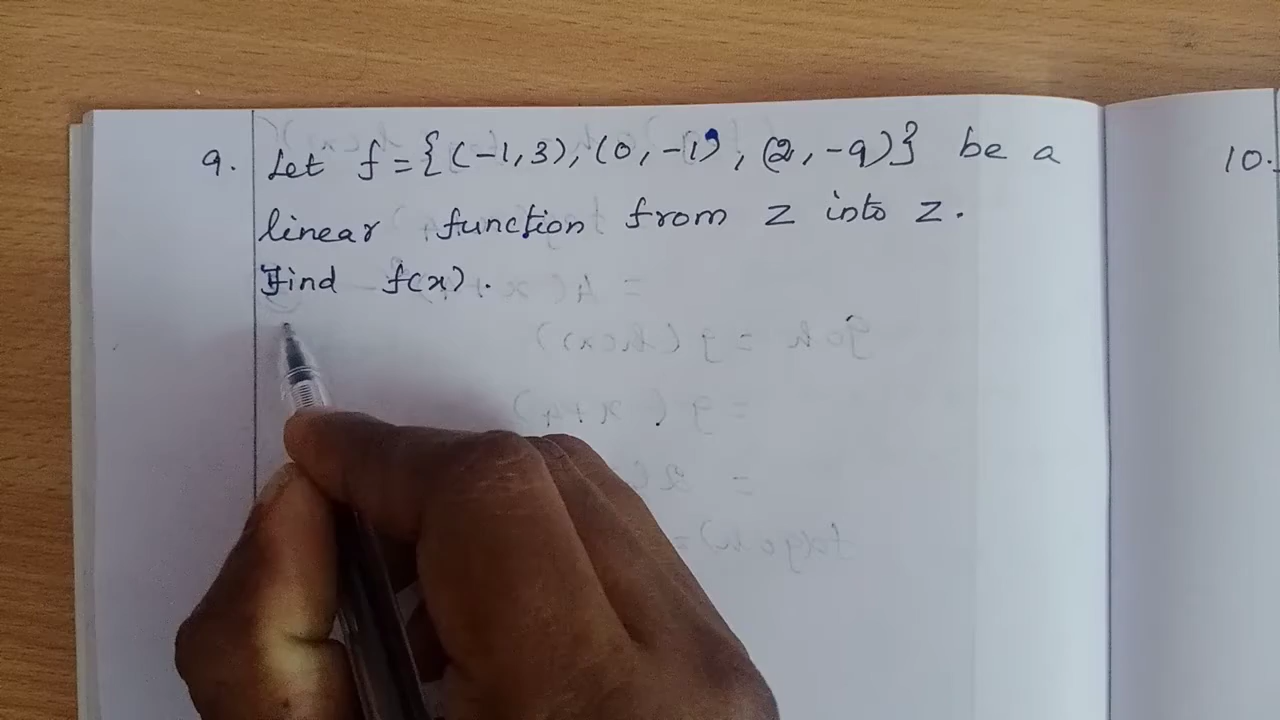 9. Let f = {(-1, 3), (0, -1), (2, -9)} be a
linear function from Z into Z.
Find f(x).
10.